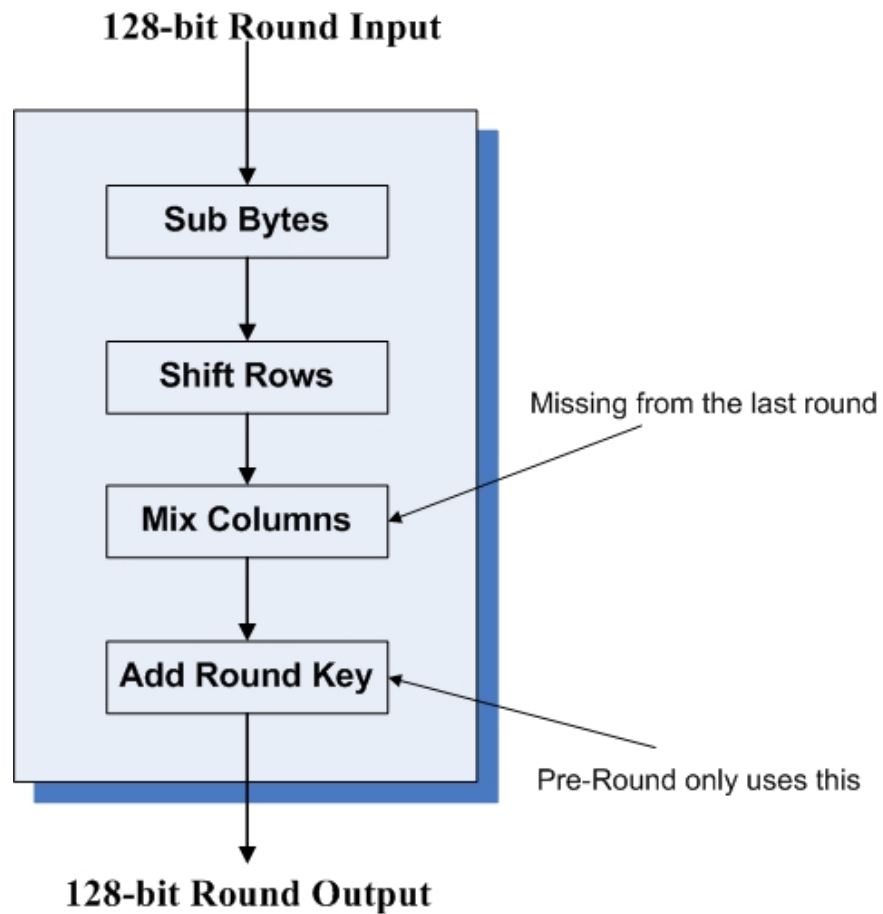 128-bit Round Input
Sub Bytes
Shift Rows
Missing from the last round
Mix Columns
Add Round Key
Pre-Round only uses this
128-bit Round Output